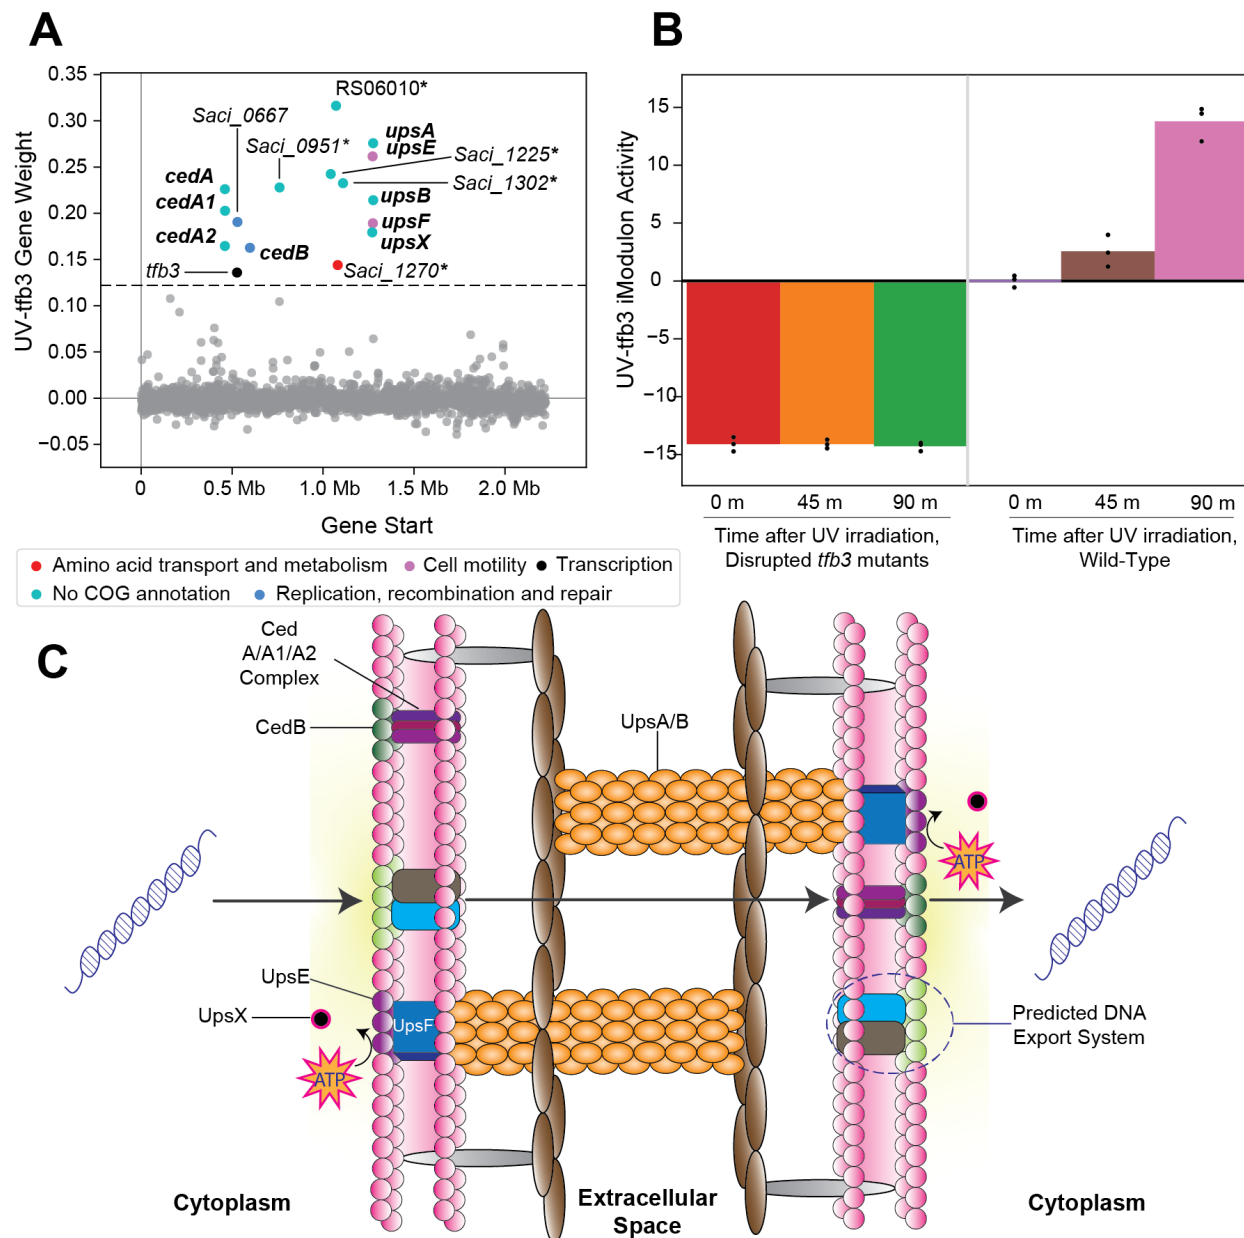 A
UV-tfb3 Gene Weight
0.35
0.30
0.25
0.20
0.15
0.10
0.05
0.00
−0.05
RS06010*
Saci_0667
Saci_0951*
upsA
upsE
Saci_1225*
Saci_1302*
cedA
cedA1
upsB
cedA2
upsF
cedB
upsX
tfb3
Saci_1270*
0
0.5 Mb
1.0 Mb
1.5 Mb
2.0 Mb
Gene Start
Amino acid transport and metabolism
Cell motility
Transcription
No COG annotation
Replication, recombination and repair
B
UV-tfb3 iModulon Activity
15
10
5
0
−5
−10
−15
0 m
45 m
90 m
0 m
45 m
90 m
Time after UV irradiation,
Disrupted tfb3 mutants
Time after UV irradiation,
Wild-Type
C
Ced
A/A1/A2
Complex
CedB
UpsA/B
ATP
UpsE
UpsX
UpsF
ATP
Predicted DNA
Export System
Cytoplasm
Extracellular
Space
Cytoplasm